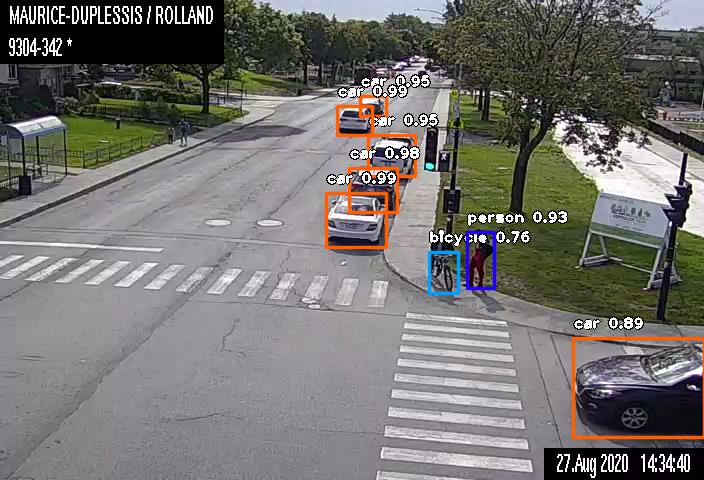 MAURICE-DUPLESSIS / ROLLAND
9304-342 *
car 0.95
car 0.99
car 0.95
car 0.98
car 0.99
person 0.93
bicycle 0.76
car 0.89
27.Aug 2020 14:34:40